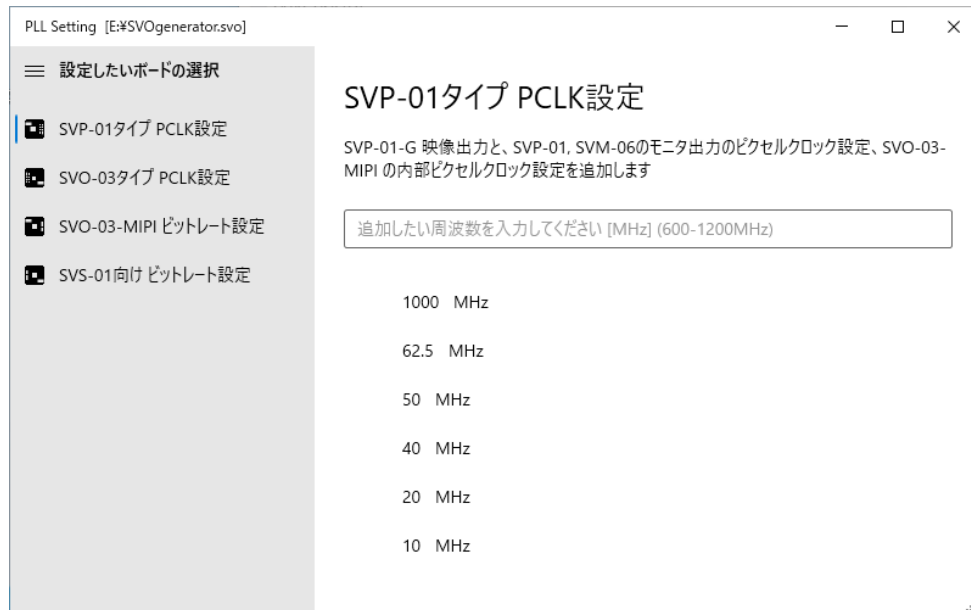 PLL Setting [E:¥SVOgenerator.svo]
設定したいボードの選択
SVP-01タイプ PCLK設定
SVO-03タイプ PCLK設定
SVO-03-MIPI ビットレート設定
SVS-01向け ビットレート設定
SVP-01タイプ PCLK設定
SVP-01-G 映像出力と、SVP-01, SVM-06のモニタ出力のピクセルクロック設定、SVO-03-
MIPI の内部ピクセルクロック設定を追加します
追加したい周波数を入力してください [MHz] (600-1200MHz)
1000 MHz
62.5 MHz
50 MHz
40 MHz
20 MHz
10 MHz